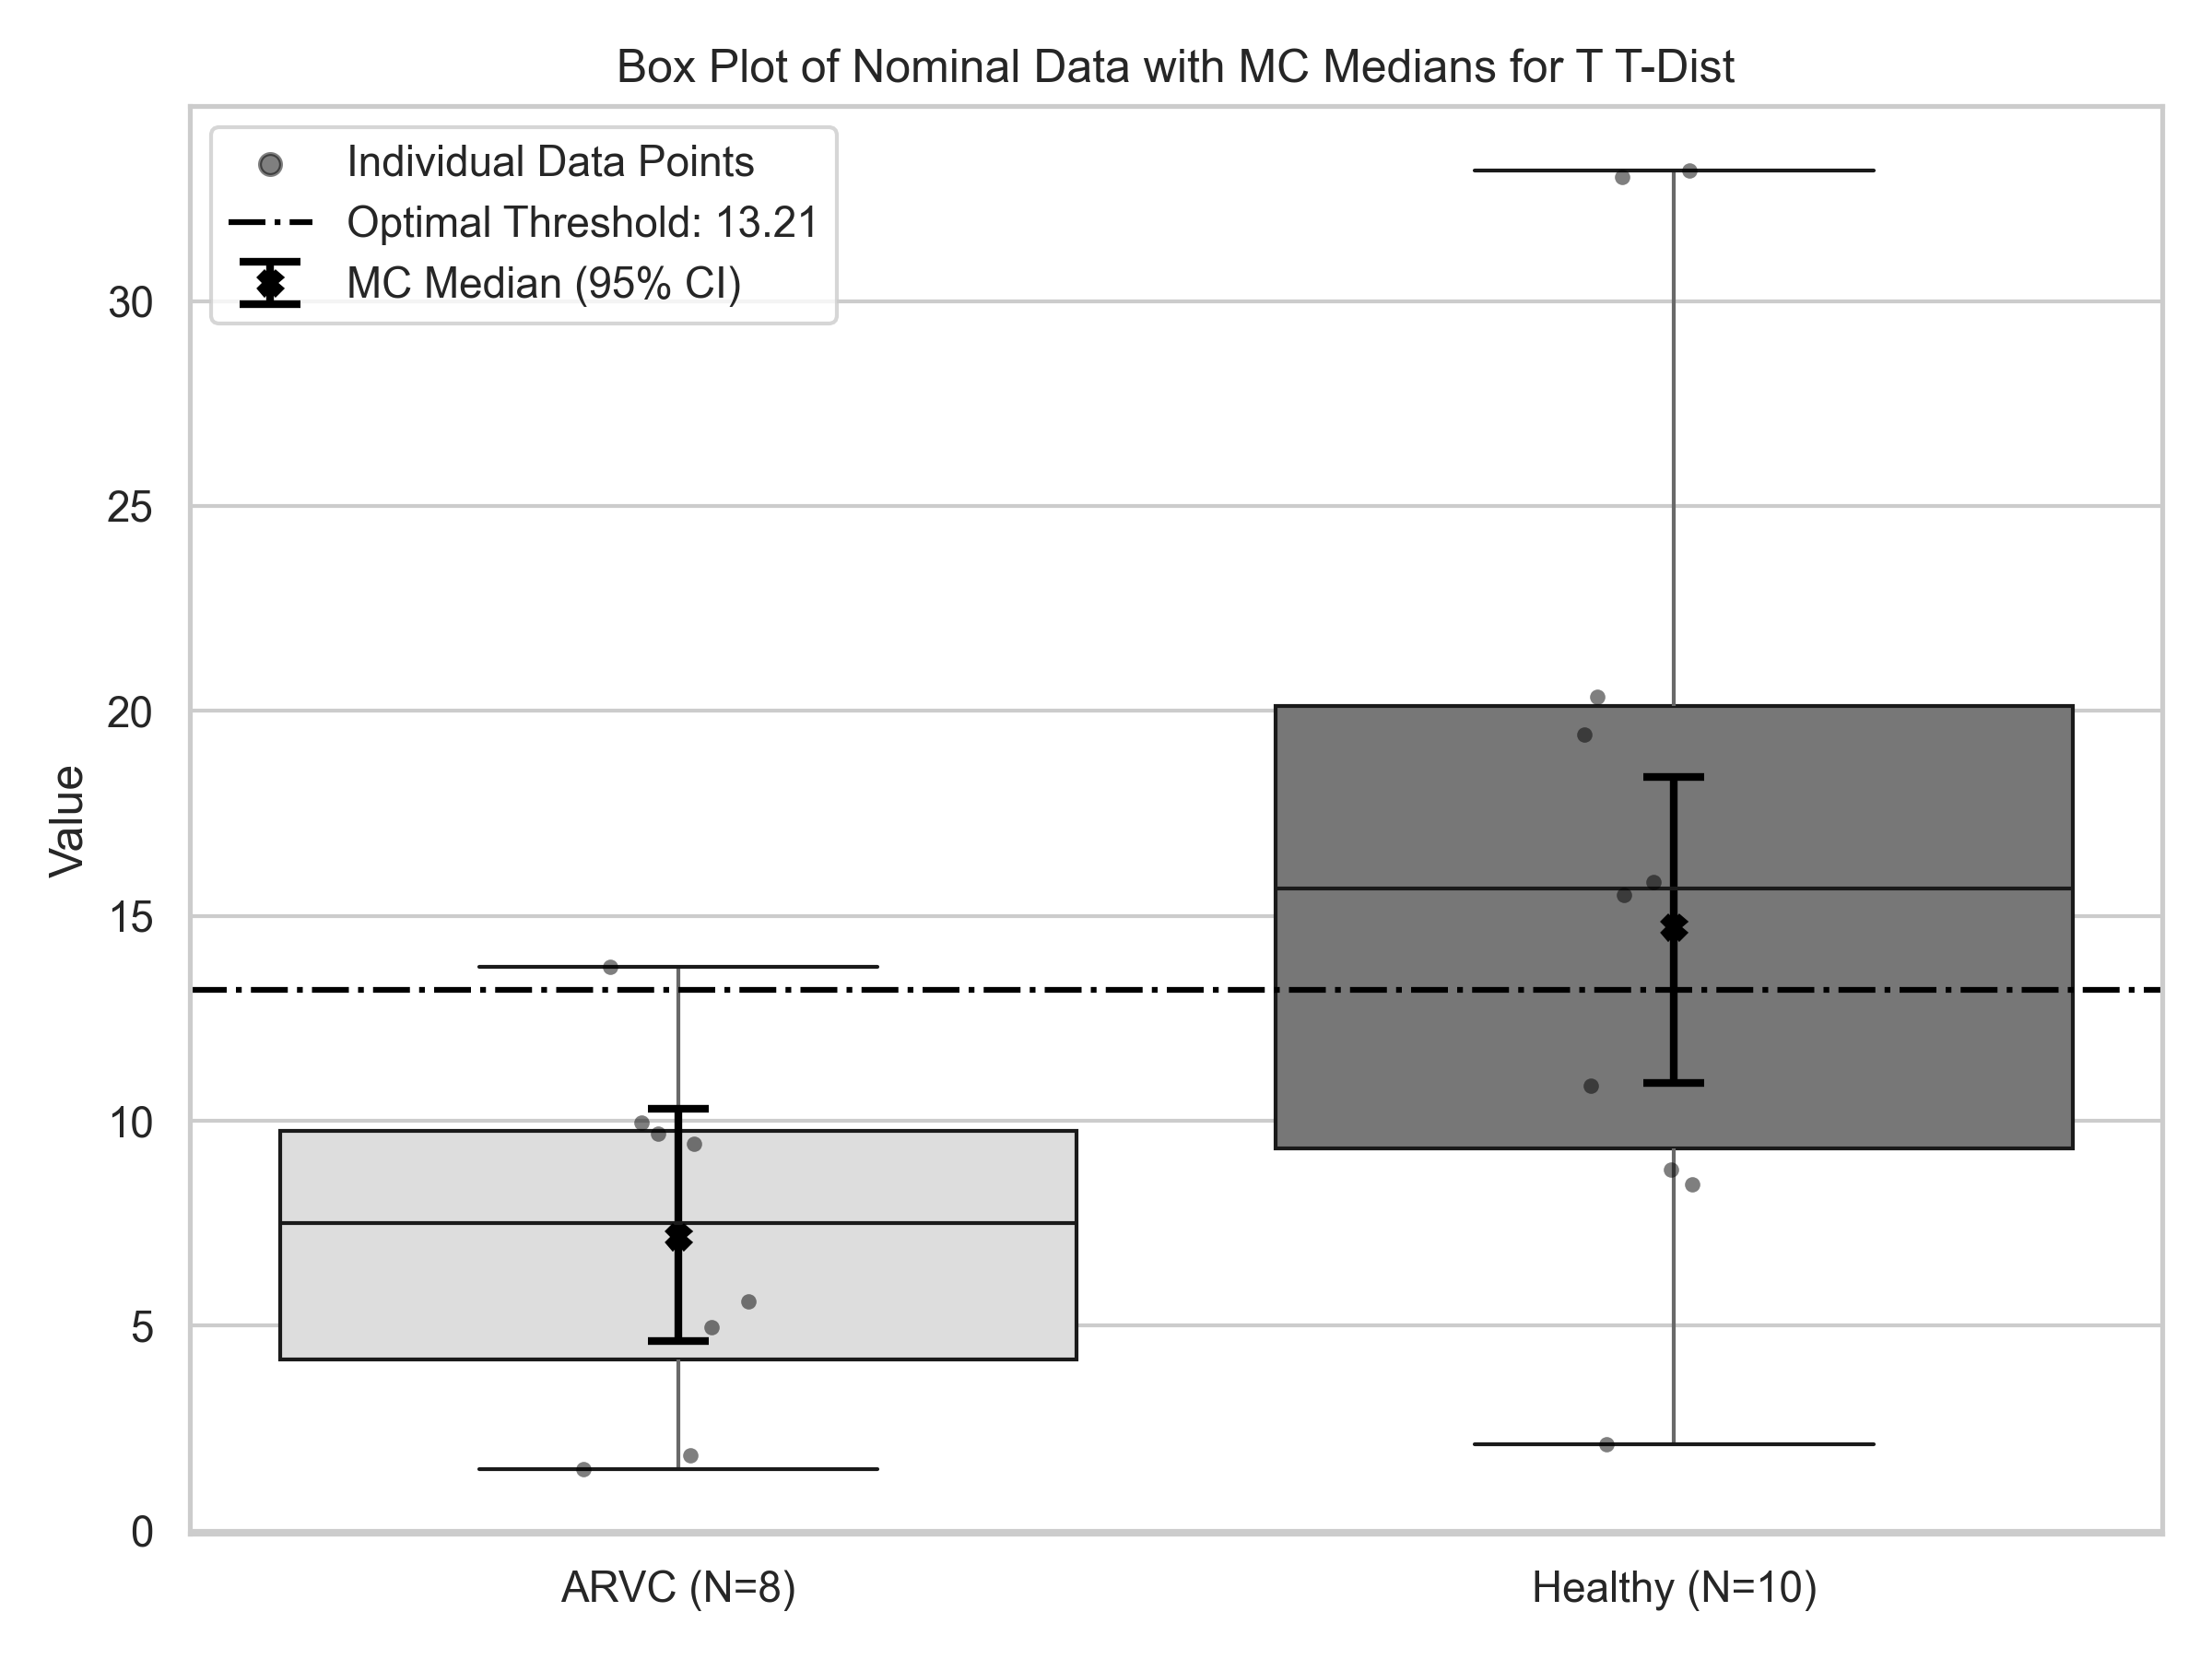 Box Plot of Nominal Data with MC Medians for T T-Dist
Individual Data Points
Optimal Threshold: 13.21
MC Median (95% CI)
30
25
20
15
10
5
0
Value
ARVC (N=8)
Healthy (N=10)